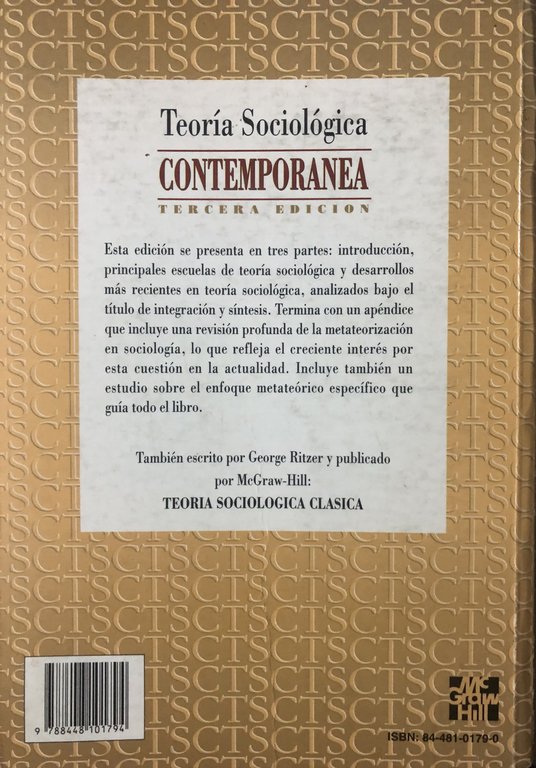 Teoría Sociológica
CONTEMPORANEA
TERCERA EDICION
Esta edición se presenta en tres partes: introducción,
principales escuelas de teoría sociológica y desarrollos
más recientes en teoría sociológica, analizados bajo el
título de integración y síntesis. Termina con un apéndice
que incluye una revisión profunda de la metateorización
en sociología, lo que refleja el creciente interés por
esta cuestión en la actualidad. Incluye también un
estudio sobre el enfoque metateórico específico que
guía todo el libro.
También escrito por George Ritzer y publicado
por McGraw-Hill:
TEORIA SOCIOLOGICA CLASICA
9 788448 101794
Mc
Graw
Hill
ISBN: 84-481-0179-0